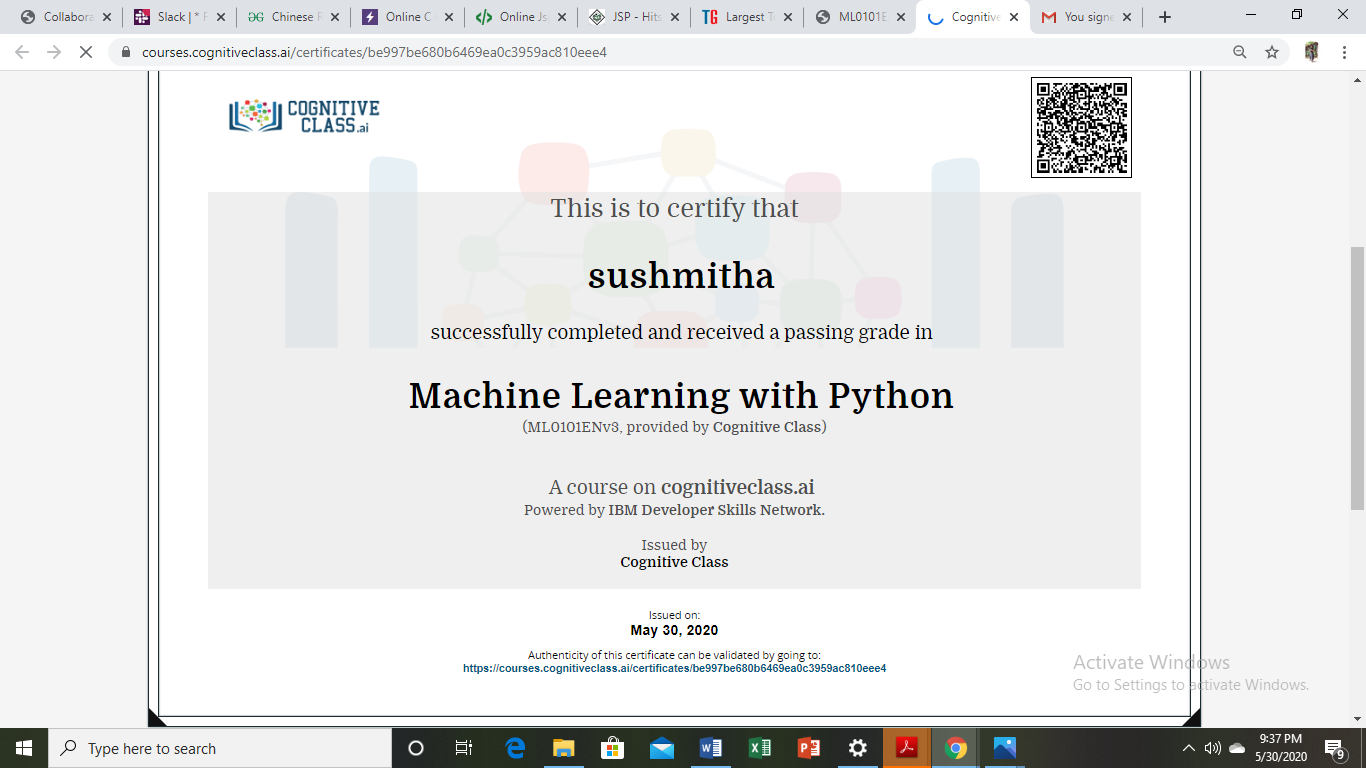 Collabora
Slack | * F
Chinese R
Online C
Online Js
JSP - Hits
TG Largest T
ML0101E
Cognitive
You signe
courses.cognitiveclass.ai/certificates/be997be680b6469ea0c3959ac810eee4
COGNITIVE
CLASS.ai
This is to certify that
sushmitha
successfully completed and received a passing grade in
Machine Learning with Python
(ML0101ENv3, provided by Cognitive Class)
A course on cognitiveclass.ai
Powered by IBM Developer Skills Network.
Issued by
Cognitive Class
Issued on:
May 30, 2020
Authenticity of this certificate can be validated by going to:
https://courses.cognitiveclass.ai/certificates/be997be680b6469ea0c3959ac810eee4
Activate Windows
Go to Settings to activate Windows.
Type here to search
9:37 PM
5/30/2020
9